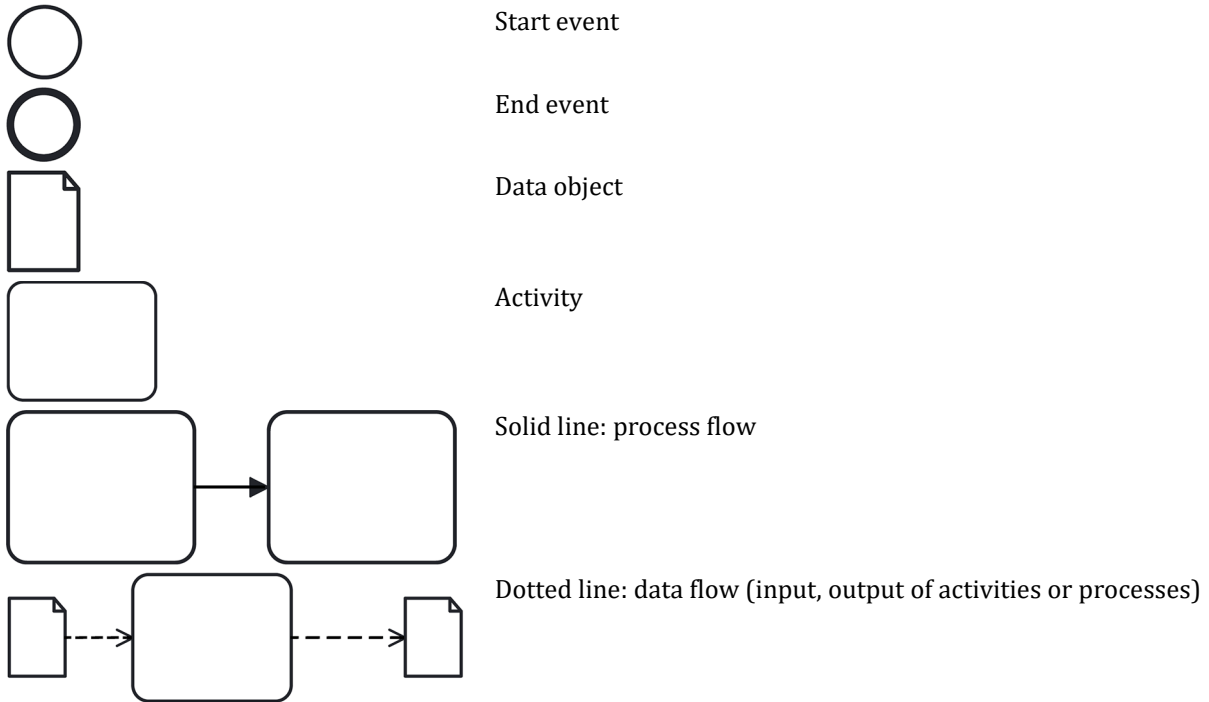 Start event
End event
Data object
Activity
Solid line: process flow
Dotted line: data flow (input, output of activities or processes)